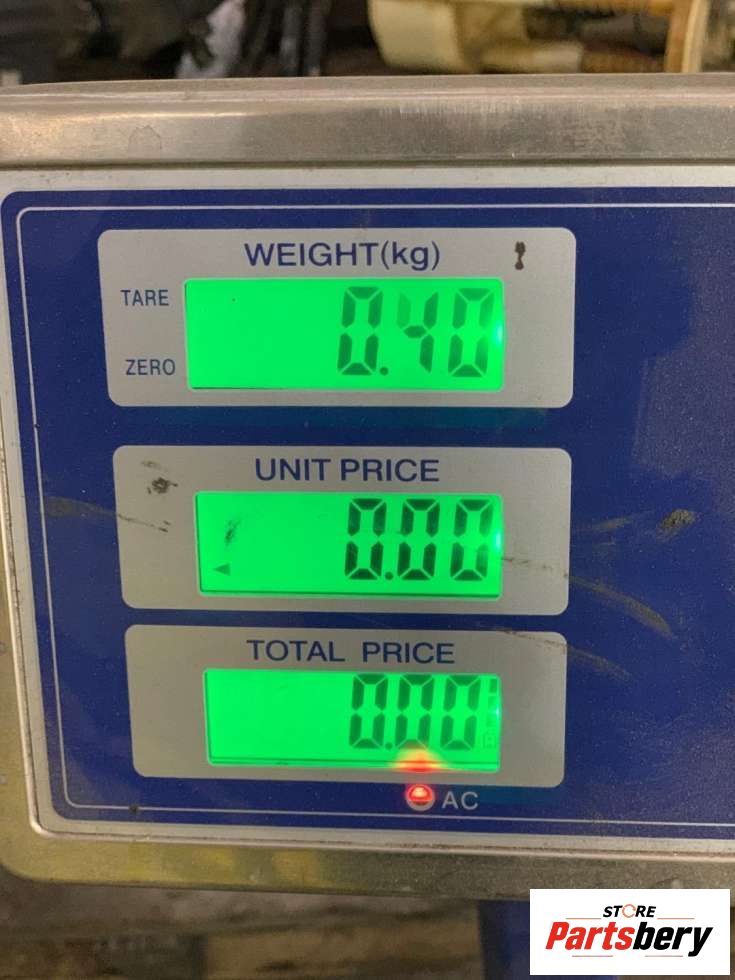 WEIGHT(kg)
TARE
0.40
ZERO
UNIT PRICE
0.00
TOTAL PRICE
0.00
AC
STORE
Partsbery